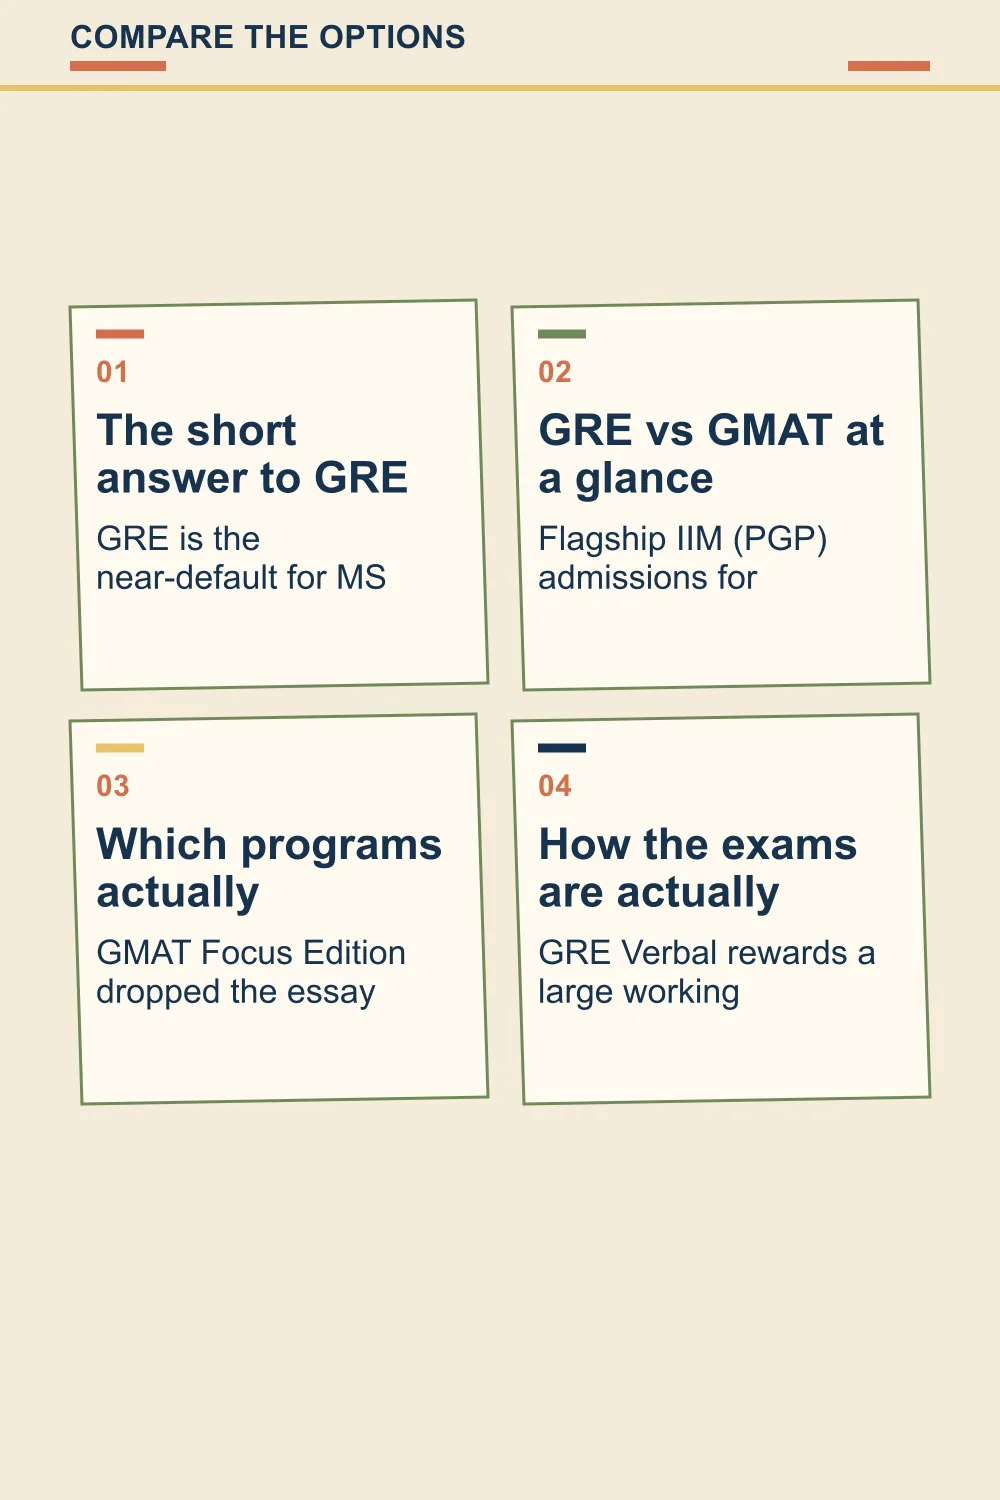 COMPARE THE OPTIONS
01
The short
answer to GRE
GRE is the
near-default for MS
02
GRE vs GMAT at
a glance
Flagship IIM (PGP)
admissions for
03
Which programs
actually
GMAT Focus Edition
dropped the essay
04
How the exams
are actually
GRE Verbal rewards a
large working